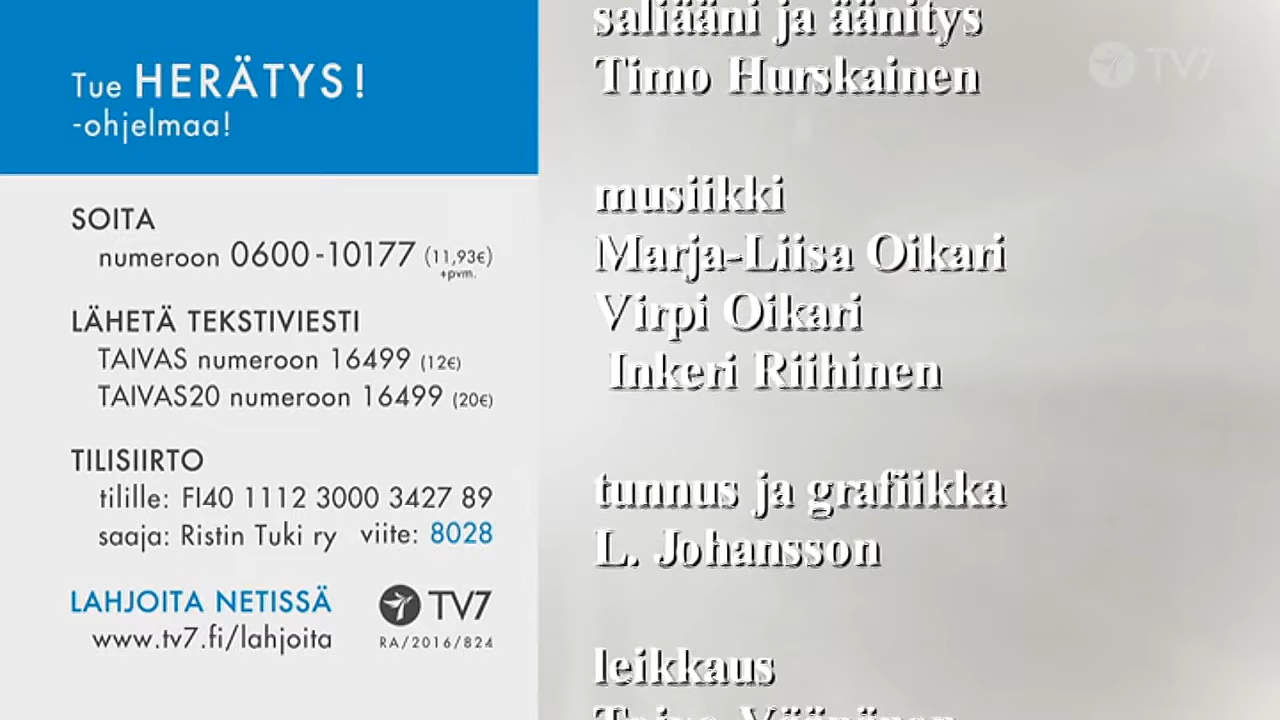 Tue HERÄTYS!
-ohjelmaa!
SOITA
numeroon 0600-10177 (11,93€)
+pvm.
LÄHETÄ TEKSTIVIESTI
TAIVAS numeroon 16499 (12€)
TAIVAS20 numeroon 16499 (20€)
TILISIIRTO
tilille: FI40 1112 3000 3427 89
saaja: Ristin Tuki ry viite: 8028
LAHJOITA NETISSÄ
www.tv7.fi/lahjoita
TV7
RA/2016/824
saliääni ja äänitys
Timo Hurskainen
musiikki
Marja-Liisa Oikari
Virpi Oikari
Inkeri Riihinen
tunnus ja grafiikka
L. Johansson
leikkaus
TV7